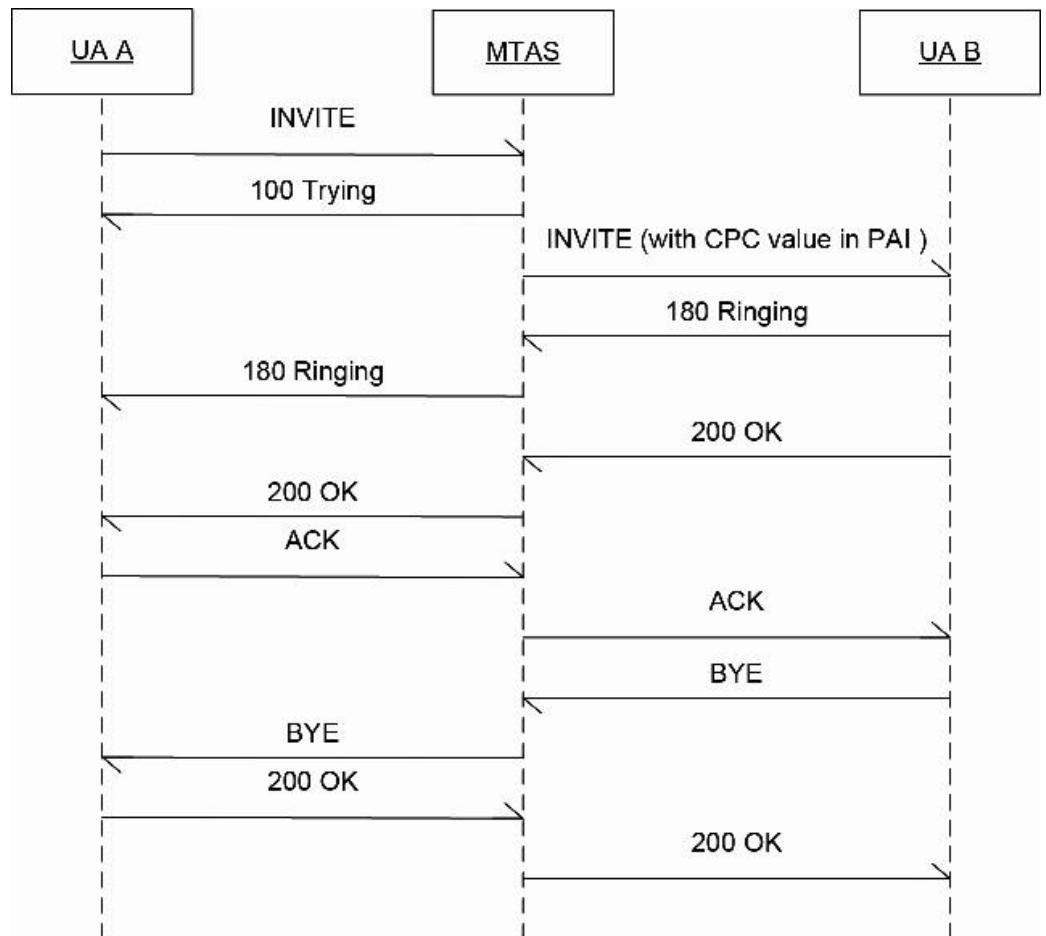 UA A
MTAS
UA B
INVITE
100 Trying
INVITE (with CPC value in PAI )
180 Ringing
180 Ringing
200 OK
200 OK
ACK
ACK
BYE
BYE
200 OK
200 OK